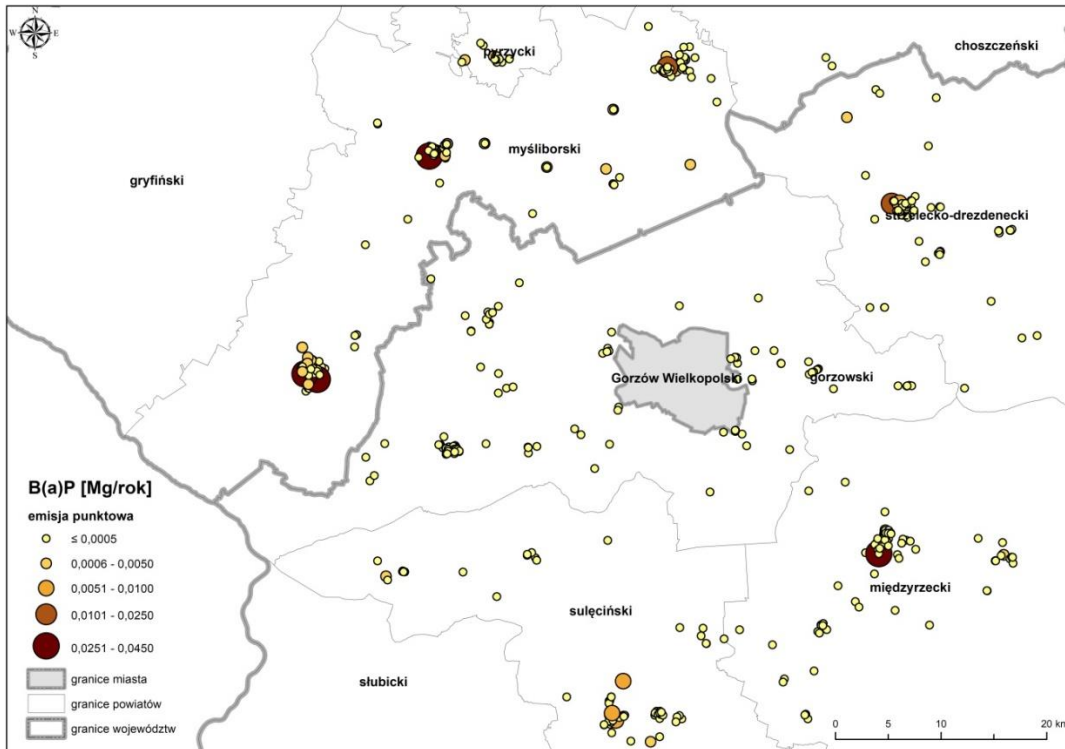 N
W E
S
pyrzycki
choszczeński
myśliborski
gryfiński
strzelecko-drezdenecki
Gorzów Wielkopolski
gorzowski
B(a)P [Mg/rok]
emisja punktowa
≤ 0,0005
0,0006 - 0,0050
0,0051 - 0,0100
0,0101 - 0,0250
0,0251 - 0,0450
granice miasta
granice powiatów
granice województw
międzyrzecki
sulęciński
słubicki
0 5 10 20 km